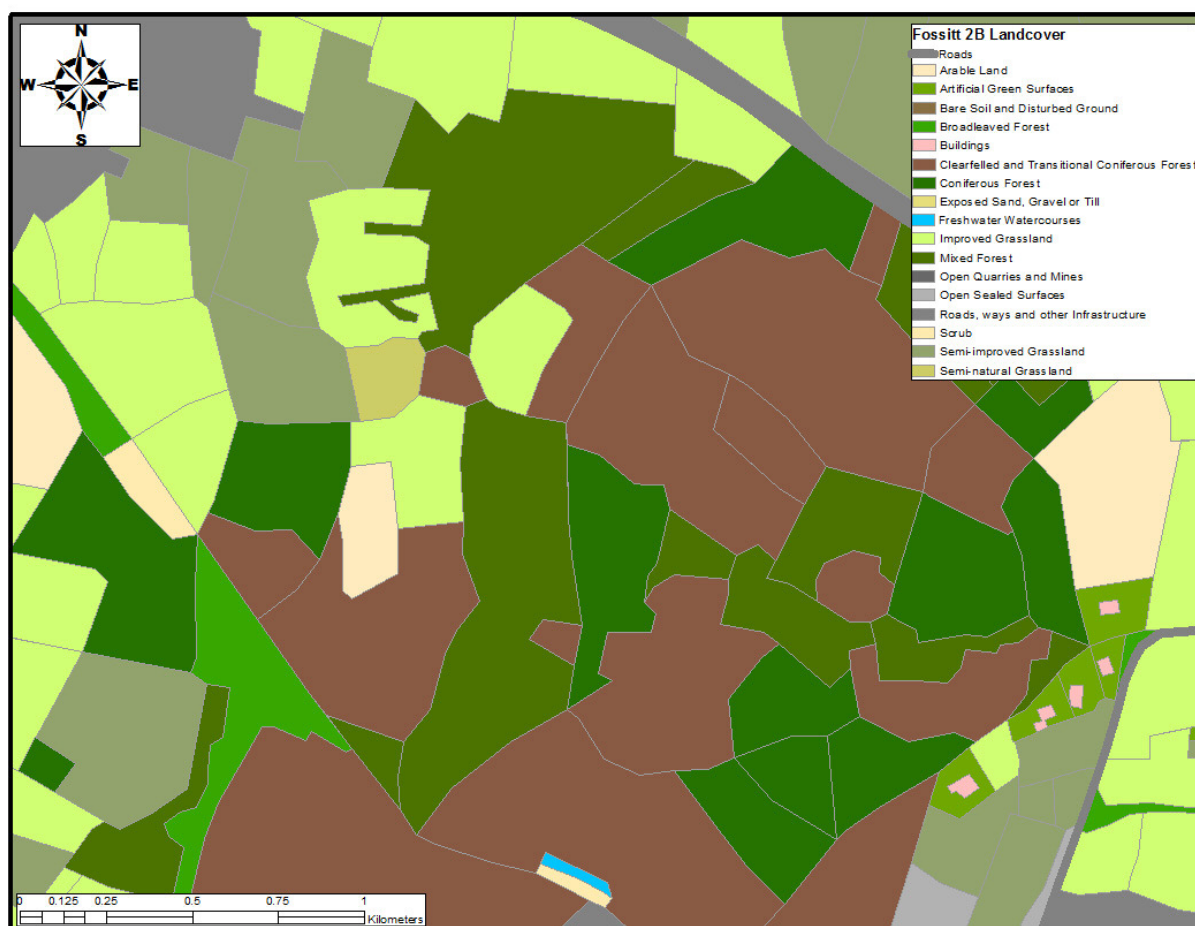 N
W E
S
Fossitt 2B Landcover
Roads
Arable Land
Artificial Green Surfaces
Bare Soil and Disturbed Ground
Broadleaved Forest
Buildings
Clearfelled and Transitional Coniferous Forest
Coniferous Forest
Exposed Sand, Gravel or Till
Freshwater Watercourses
Improved Grassland
Mixed Forest
Open Quarries and Mines
Open Sealed Surfaces
Roads, ways and other Infrastructure
Scrub
Semi-improved Grassland
Semi-natural Grassland
0 0.125 0.25 0.5 0.75 1
Kilometers